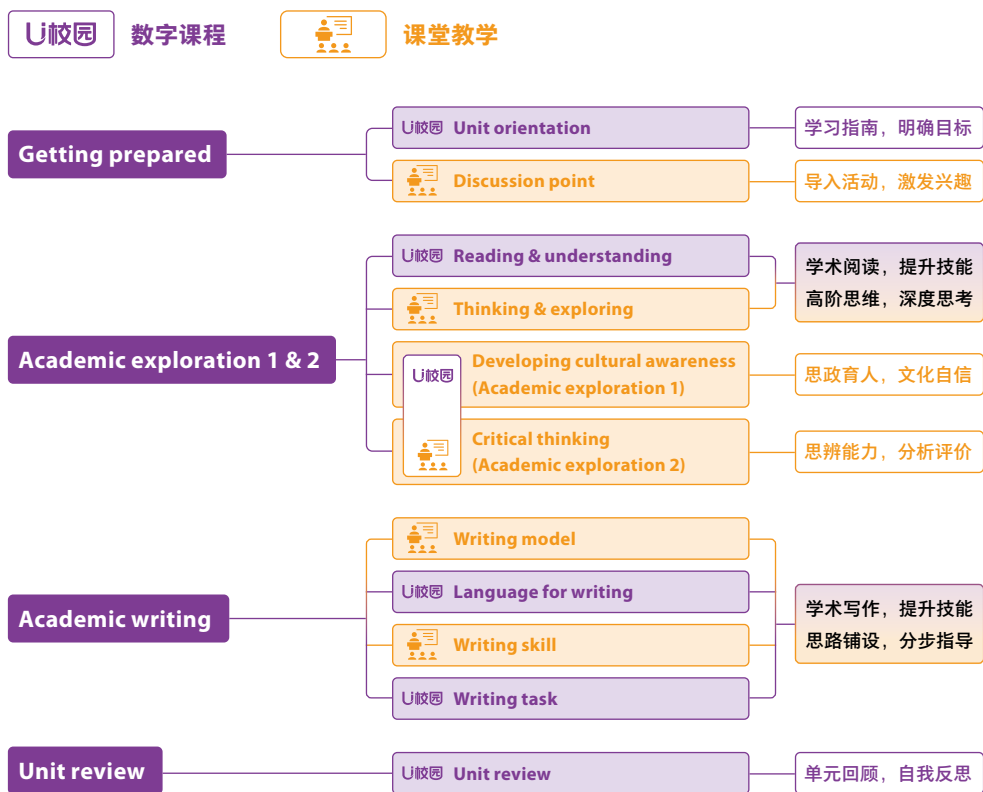 U校园 数字课程 课堂教学
Getting prepared
U校园 Unit orientation
学习指南，明确目标
Discussion point
导入活动，激发兴趣
Academic exploration 1 & 2
U校园 Reading & understanding
Thinking & exploring
学术阅读，提升技能
高阶思维，深度思考
U校园
Developing cultural awareness
(Academic exploration 1)
思政育人，文化自信
Critical thinking
(Academic exploration 2)
思辨能力，分析评价
Academic writing
Writing model
U校园 Language for writing
Writing skill
U校园 Writing task
学术写作，提升技能
思路铺设，分步指导
Unit review
U校园 Unit review
单元回顾，自我反思